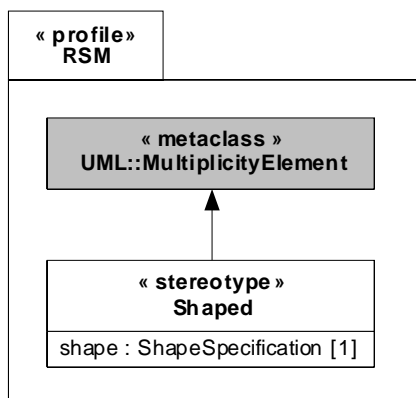 « profile»
RSM
« metaclass »
UML::MultiplicityElement
« stereotype»
Shaped
shape : ShapeSpecification [1]